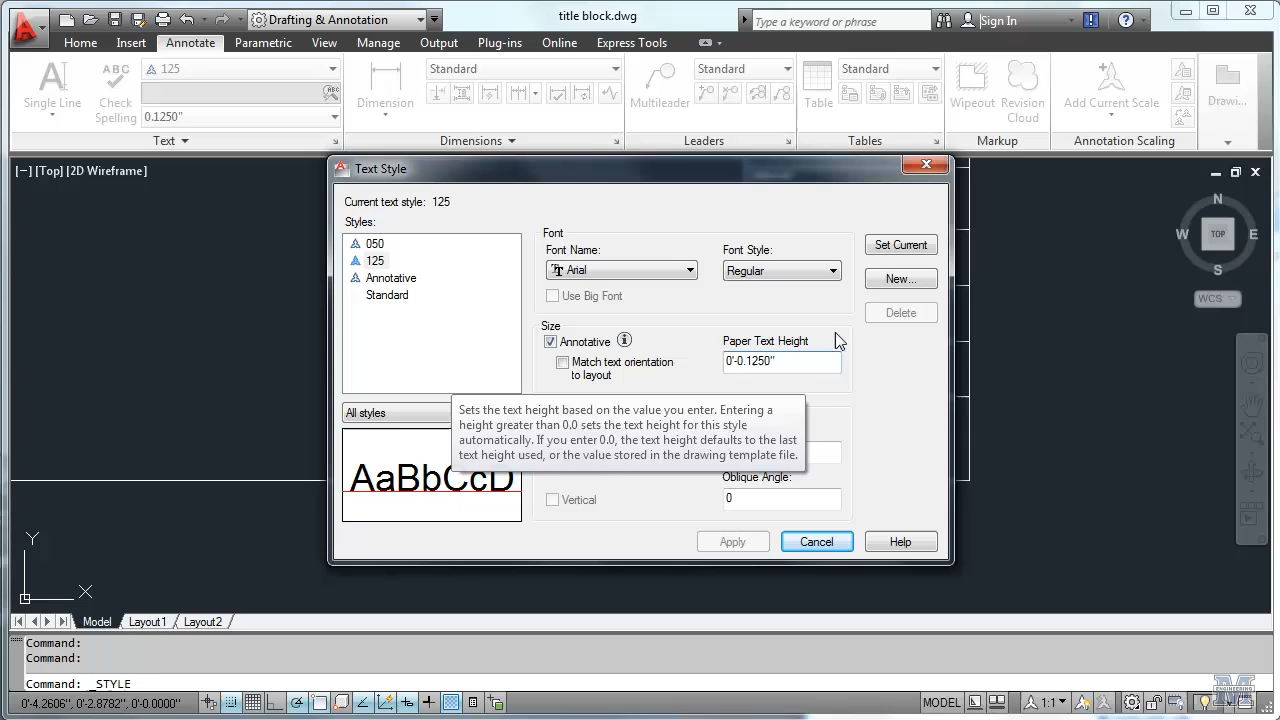 title block.dwg
Drafting & Annotation
Type a keyword or phrase
Sign In
Home Insert Annotate Parametric View Manage Output Plug-ins Online Express Tools
125
Standard
Standard
Standard
Single Line
Check Spelling
0.1250"
Dimension
Multileader
Table
Wipeout
Revision Cloud
Add Current Scale
Drawi...
Text
Dimensions
Leaders
Tables
Markup
Annotation Scaling
[−] [Top] [2D Wireframe]
N
W TOP E
S
WCS
Text Style
Current text style: 125
Styles:
050
125
Annotative
Standard
All styles
AaBbCcD
Font
Font Name:
Arial
Font Style:
Regular
Use Big Font
Size
Annotative
Match text orientation
to layout
Paper Text Height
0'-0.1250"
Sets the text height based on the value you enter. Entering a
height greater than 0.0 sets the text height for this style
automatically. If you enter 0.0, the text height defaults to the last
text height used, or the value stored in the drawing template file.
Oblique Angle:
Vertical
0
Set Current
New...
Delete
Apply
Cancel
Help
Y
X
Model Layout1 Layout2
Command:
Command:
Command: _STYLE
0'-4.2606", 0'-2.8782", 0'-0.0000"
MODEL
1:1
ENGINEERING